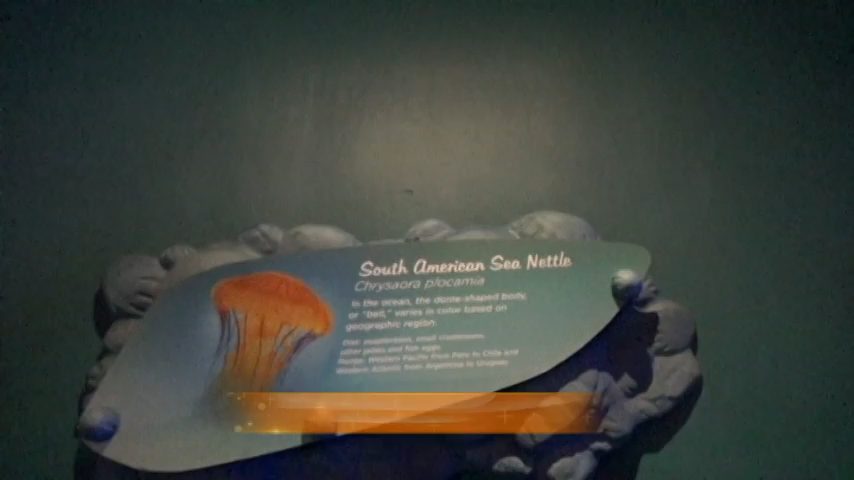 South American Sea Nettle
Chrysaora plocamia
In the ocean, the dome-shaped body,
or "bell," varies in color based on
geographic region.
Diet: zooplankton, small crustaceans,
other jellies and fish eggs
Range: Western Pacific from Peru to Chile and
Western Atlantic from Argentina to Uruguay